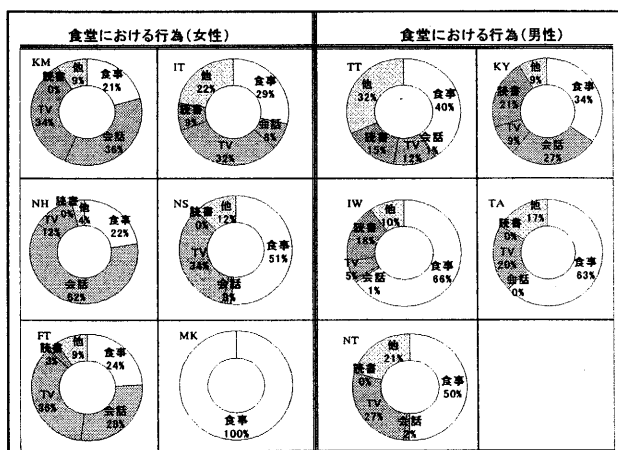 食堂における行為(女性)
食堂における行為(男性)
KM
他
9%
読書
0%
食事
21%
TV
34%
会話
36%
IT
他
22%
食事
29%
会話
8%
読書
9%
TV
32%
TT
他
32%
食事
40%
読書
15%
TV
12%
会話
1%
KY
他
9%
読書
21%
食事
34%
TV
9%
会話
27%
NH
読書
0%
他
4%
TV
12%
食事
22%
会話
62%
NS
読書
0%
他
12%
TV
34%
食事
51%
会話
3%
IW
他
10%
読書
18%
TV
5%
会話
1%
食事
66%
TA
他
17%
読書
0%
TV
20%
会話
0%
食事
63%
FT
読書
3%
他
9%
食事
24%
TV
36%
会話
MK
食事
100%
NT
他
21%
読書
0%
TV
27%
会話
2%
食事
50%